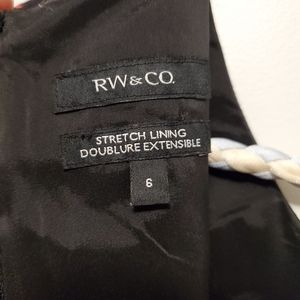 RW&CO.
STRETCH LINING
DOUBLURE EXTENSIBLE
6